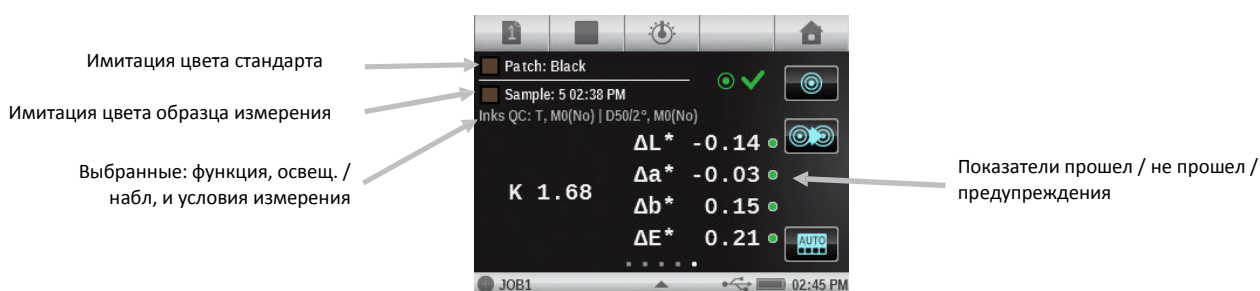 Имитация цвета стандарта
Имитация цвета образца измерения
Выбранные: функция, освещ. /
набл, и условия измерения
1
Patch: Black
Sample: 5 02:38 PM
Inks QC: T, M0(No) | D50/2°, M0(No)
K 1.68
ΔL* -0.14
Δa* -0.03
Δb* 0.15
ΔE* 0.21
AUTO
JOB1
02:45 PM
Показатели прошел / не прошел /
предупреждения